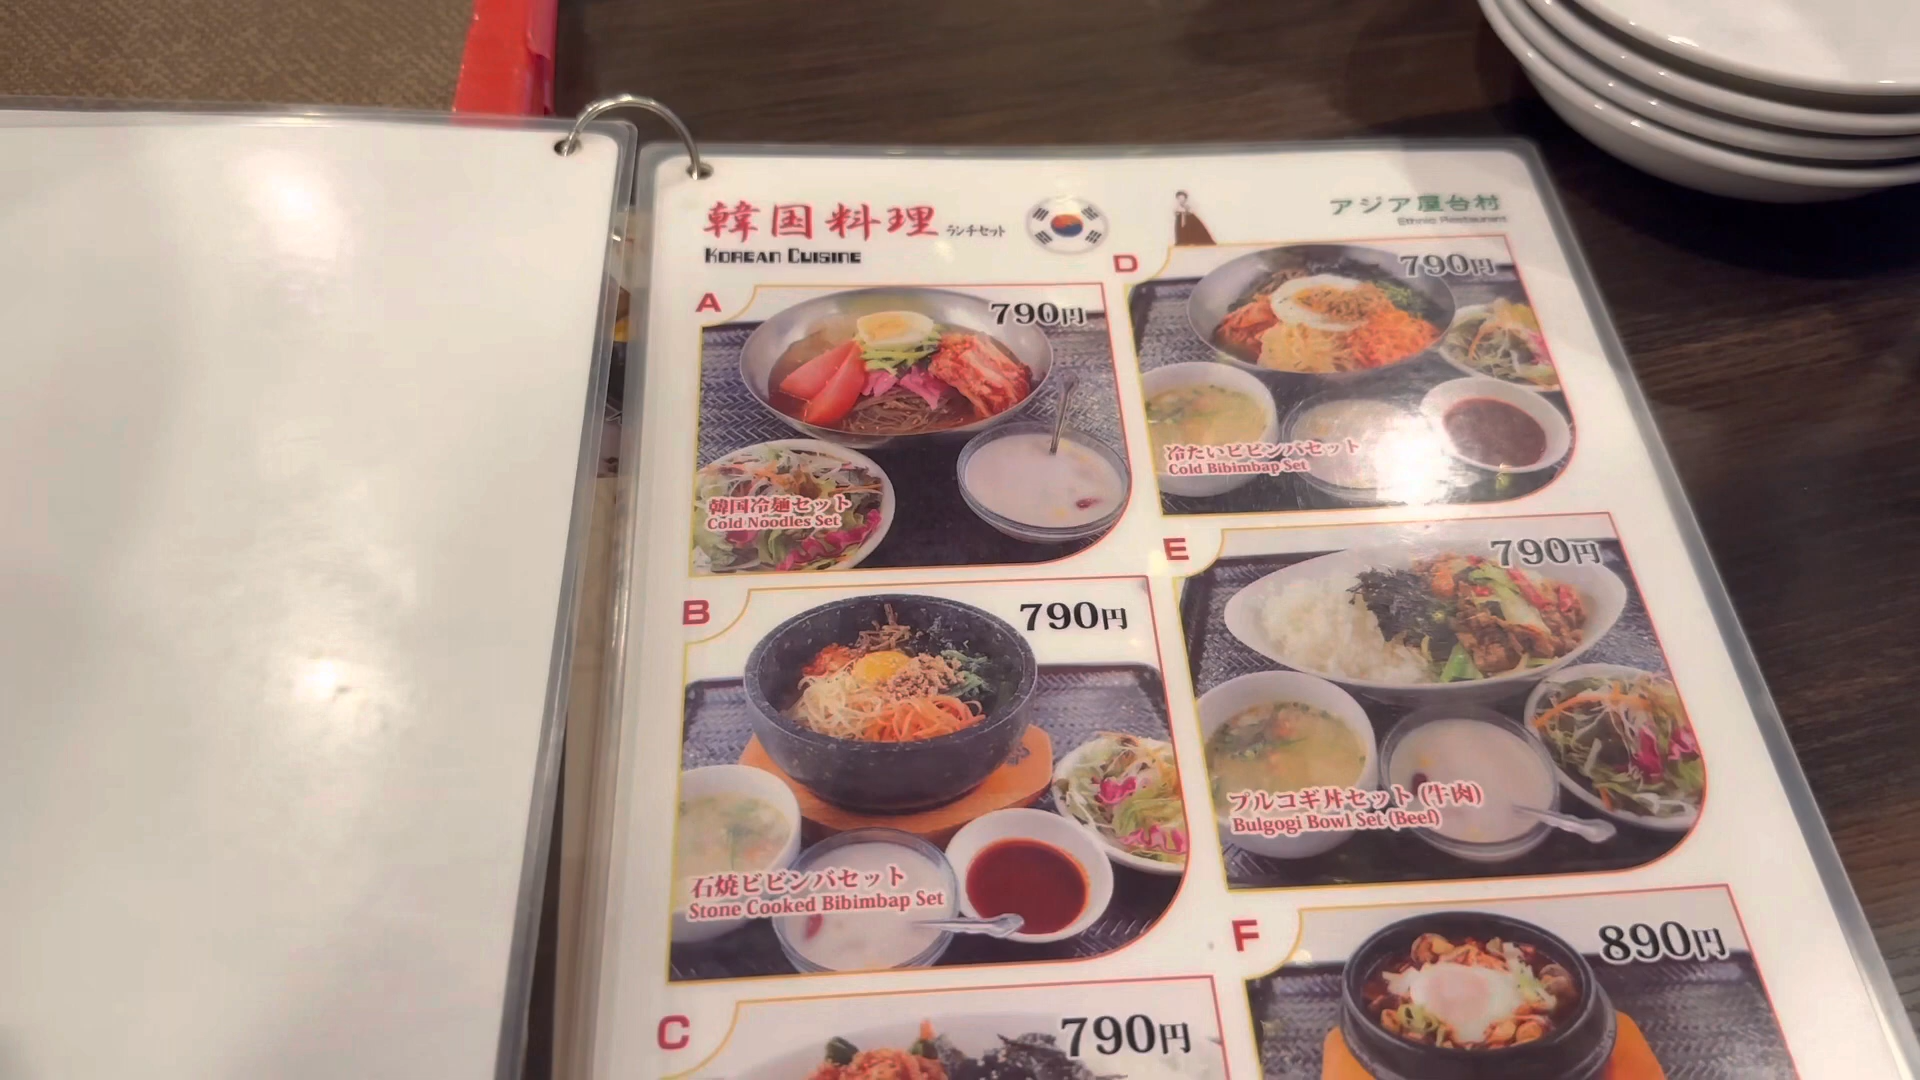 韓国料理 ランチセット
KOREAN CUISINE
アジア屋台村
Ethnic Restaurant
A
790円
韓国冷麺セット
Cold Noodles Set
B
790円
石焼ビビンバセット
Stone Cooked Bibimbap Set
C
790円
D
790円
冷たいビビンバセット
Cold Bibimbap Set
E
790円
プルコギ丼セット (牛肉)
Bulgogi Bowl Set (Beef)
F
890円